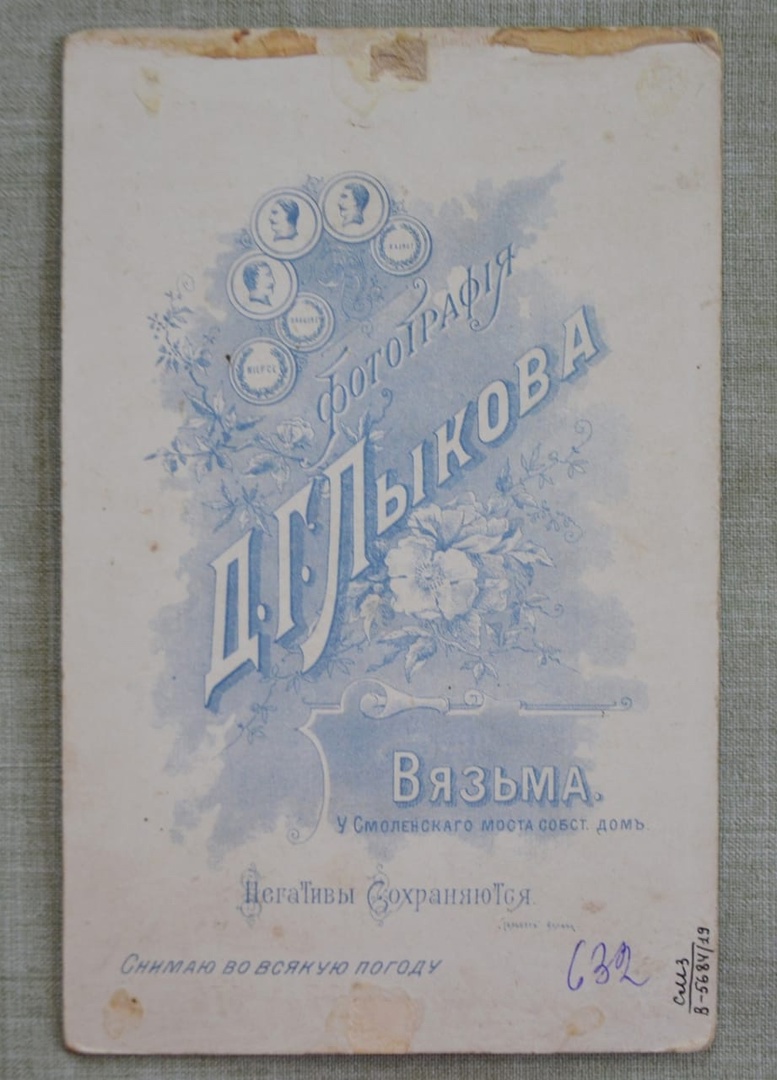 Фотографія
Д. Г. Лыкова
Вязьма.
У Смоленскаго моста собст. домъ.
Негативы Сохраняются.
Снимаю во всякую погоду
632
СМЗ
В-5684/19